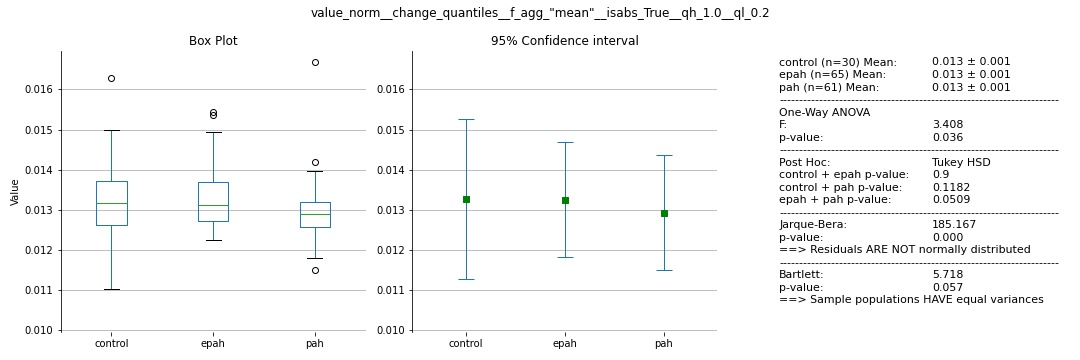 value_norm__change_quantiles__f_agg_"mean"__isabs_True__qh_1.0__ql_0.2
Box Plot
Value
0.016
0.015
0.014
0.013
0.012
0.011
0.010
control epah pah
95% Confidence interval
0.016
0.015
0.014
0.013
0.012
0.011
0.010
control epah pah
control (n=30) Mean: 0.013 ± 0.001
epah (n=65) Mean: 0.013 ± 0.001
pah (n=61) Mean: 0.013 ± 0.001
One-Way ANOVA
F: 3.408
p-value: 0.036
Post Hoc: Tukey HSD
control + epah p-value: 0.9
control + pah p-value: 0.1182
epah + pah p-value: 0.0509
Jarque-Bera: 185.167
p-value: 0.000
==> Residuals ARE NOT normally distributed
Bartlett: 5.718
p-value: 0.057
==> Sample populations HAVE equal variances